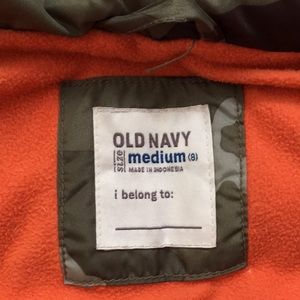 OLD NAVY
size medium (8)
MADE IN INDONESIA
i belong to: